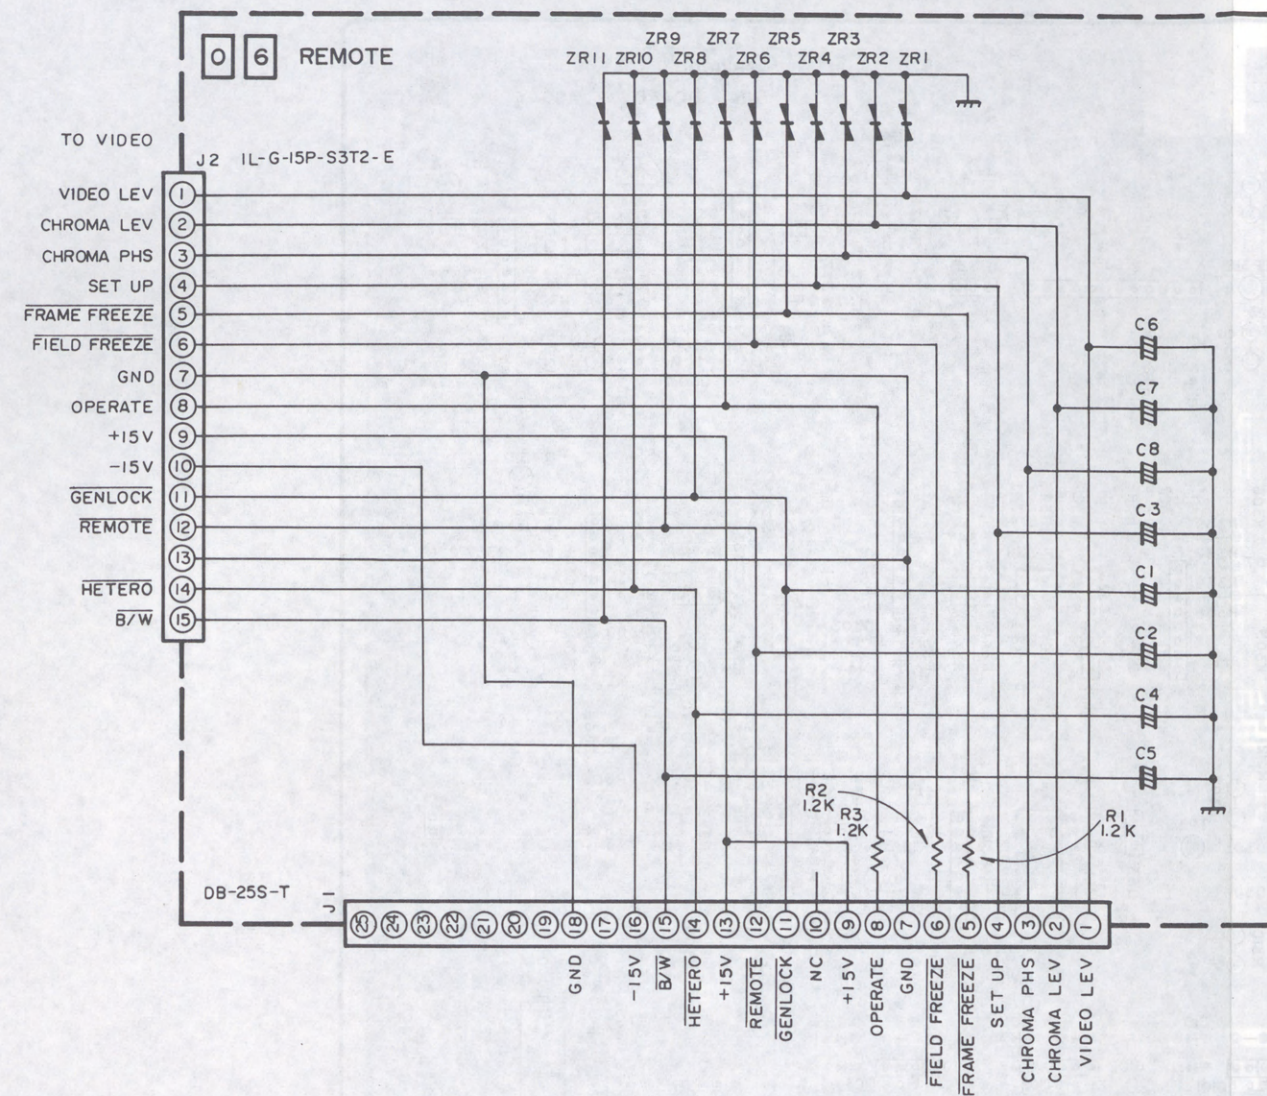 0 6 REMOTE
ZR9 ZR7 ZR5 ZR3
ZR11 ZR10 ZR8 ZR6 ZR4 ZR2 ZR1
TO VIDEO
J2 IL-G-15P-S3T2-E
VIDEO LEV 1
CHROMA LEV 2
CHROMA PHS 3
SET UP 4
FRAME FREEZE 5
FIELD FREEZE 6
GND 7
OPERATE 8
+15V 9
-15V 10
GENLOCK 11
REMOTE 12
13
HETERO 14
B/W 15
C6
C7
C8
C3
C1
C2
C4
C5
R2
1.2K
R3
1.2K
R1
1.2K
DB-25S-T J1
25 24 23 22 21 20 19 18 17 16 15 14 13 12 11 10 9 8 7 6 5 4 3 2 1
GND
-15V
B/W
HETERO
+15V
REMOTE
GENLOCK
NC
+15V
OPERATE
GND
FIELD FREEZE
FRAME FREEZE
SET UP
CHROMA PHS
CHROMA LEV
VIDEO LEV